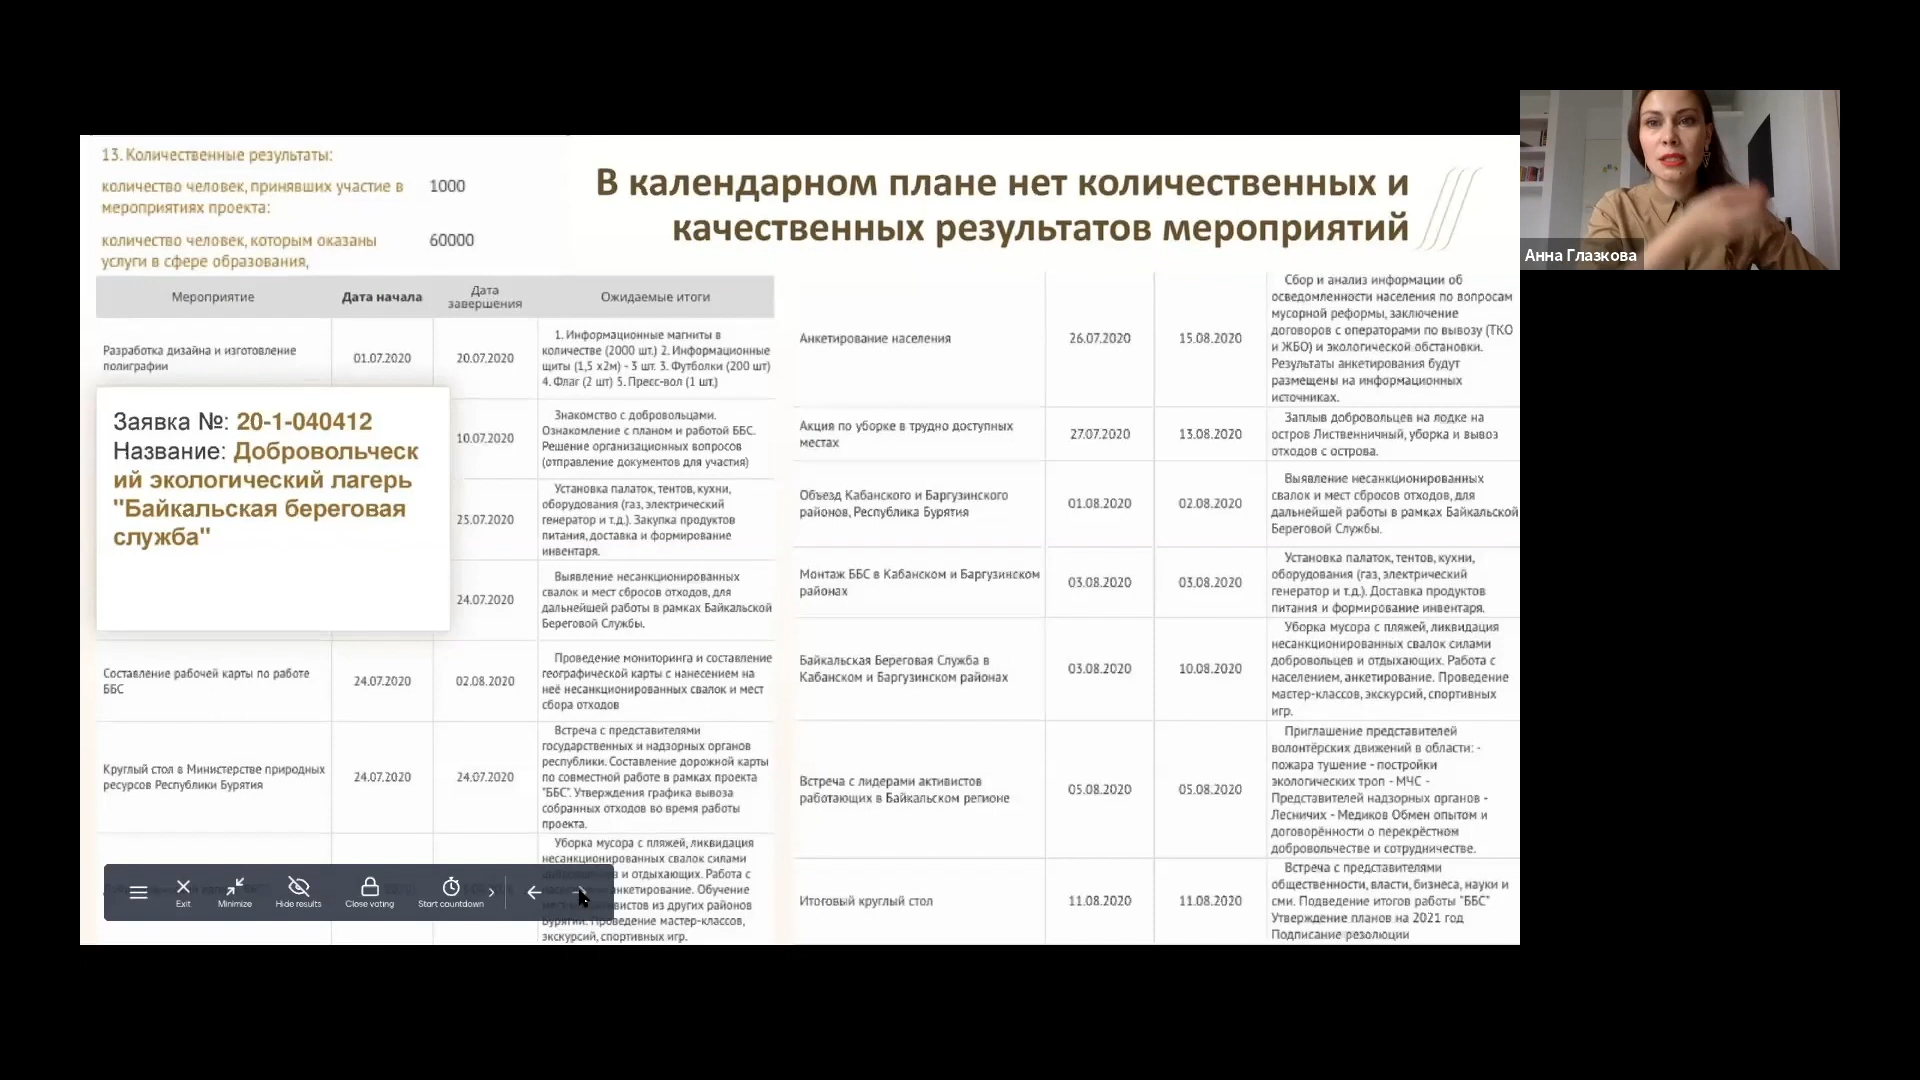 13. Количественные результаты:
количество человек, принявших участие в
мероприятиях проекта:
1000
количество человек, которым оказаны
услуги в сфере образования,
60000
В календарном плане нет количественных и
качественных результатов мероприятий
Анна Глазкова
Мероприятие
Дата начала
Дата
завершения
Ожидаемые итоги
Разработка дизайна и изготовление
полиграфии
01.07.2020
20.07.2020
1. Информационные магниты в
количестве (2000 шт.) 2. Информационные
щиты (1,5 х2м) - 3 шт. 3. Футболки (200 шт)
4. Флаг (2 шт) 5. Пресс-вол (1 шт.)
Заявка №: 20-1-040412
Название: Добровольческ
ий экологический лагерь
"Байкальская береговая
служба"
10.07.2020
Знакомство с добровольцами.
Ознакомление с планом и работой ББС.
Решение организационных вопросов
(отправление документов для участия)
25.07.2020
Установка палаток, тентов, кухни,
оборудования (газ, электрический
генератор и т.д.). Закупка продуктов
питания, доставка и формирование
инвентаря.
24.07.2020
Выявление несанкционированных
свалок и мест сбросов отходов, для
дальнейшей работы в рамках Байкальской
Береговой Службы.
Составление рабочей карты по работе
ББС
24.07.2020
02.08.2020
Проведение мониторинга и составление
географической карты с нанесением на
неё несанкционированных свалок и мест
сбора отходов
Круглый стол в Министерстве природных
ресурсов Республики Бурятия
24.07.2020
24.07.2020
Встреча с представителями
государственных и надзорных органов
республики. Составление дорожной карты
по совместной работе в рамках проекта
"ББС". Утверждения графика вывоза
собранных отходов во время работы
проекта.
Уборка мусора с пляжей, ликвидация
несанкционированных свалок силами
и отдыхающих. Работа с
анкетирование. Обучение
из других районов
Бурятии. Проведение мастер-классов,
экскурсий, спортивных игр.
Exit
Minimize
Hide results
Close voting
Start countdown
Анкетирование населения
26.07.2020
15.08.2020
Сбор и анализ информации об
осведомленности населения по вопросам
мусорной реформы, заключение
договоров с операторами по вывозу (ТКО
и ЖБО) и экологической обстановки.
Результаты анкетирования будут
размещены на информационных
источниках.
Акция по уборке в трудно доступных
местах
27.07.2020
13.08.2020
Заплыв добровольцев на лодке на
остров Лиственничный, уборка и вывоз
отходов с острова.
Объезд Кабанского и Баргузинского
районов, Республика Бурятия
01.08.2020
02.08.2020
Выявление несанкционированных
свалок и мест сбросов отходов, для
дальнейшей работы в рамках Байкальской
Береговой Службы.
Монтаж ББС в Кабанском и Баргузинском
районах
03.08.2020
03.08.2020
Установка палаток, тентов, кухни,
оборудования (газ, электрический
генератор и т.д.). Доставка продуктов
питания и формирование инвентаря.
Байкальская Береговая Служба в
Кабанском и Баргузинском районах
03.08.2020
10.08.2020
Уборка мусора с пляжей, ликвидация
несанкционированных свалок силами
добровольцев и отдыхающих. Работа с
населением, анкетирование. Проведение
мастер-классов, экскурсий, спортивных
игр.
Встреча с лидерами активистов
работающих в Байкальском регионе
05.08.2020
05.08.2020
Приглашение представителей
волонтёрских движений в области: -
пожара тушение - постройки
экологических троп - МЧС -
Представителей надзорных органов -
Лесничих - Медиков Обмен опытом и
договорённости о перекрёстном
добровольчестве и сотрудничестве.
Итоговый круглый стол
11.08.2020
11.08.2020
Встреча с представителями
общественности, власти, бизнеса, науки и
сми. Подведение итогов работы "ББС"
Утверждение планов на 2021 год
Подписание резолюции